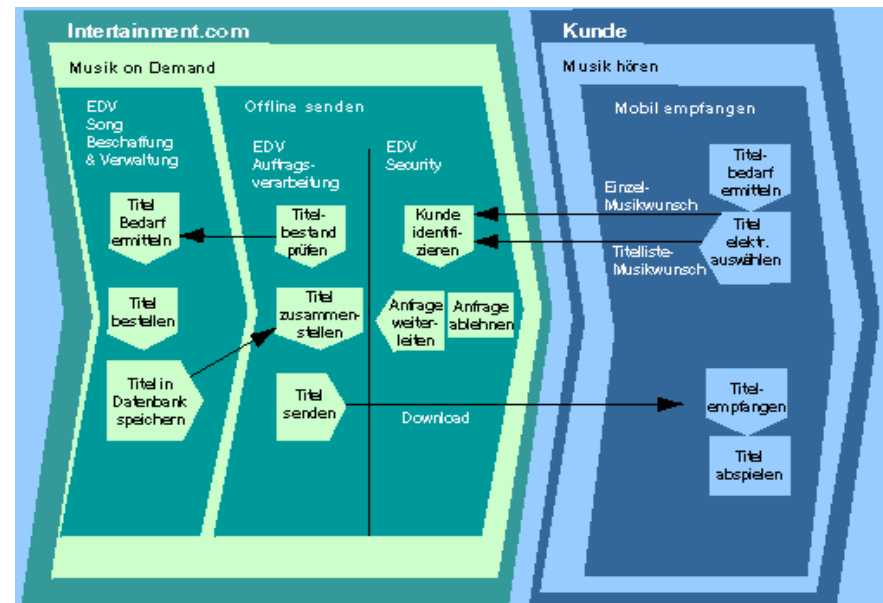 Intertainment.com
Musik on Demand
EDV
Song
Beschaffung
& Verwaltung
Titel
Bedarf
ermitteln
Titel
bestellen
Titel in
Datenbank
speichern
Offline senden
EDV
Auftrags-
verarbeitung
Titel-
bestand
prüfen
Titel
zusammen-
stellen
Titel
senden
EDV
Security
Kunde
identifi-
zieren
Anfrage
weiter-
leiten
Anfrage
ablehnen
Download
Kunde
Musik hören
Mobil empfangen
Einzel-
Musikwunsch
Titelliste-
Musikwunsch
Titel-
bedarf
ermitteln
Titel
elektr.
auswählen
Titel-
empfangen
Titel
abspielen